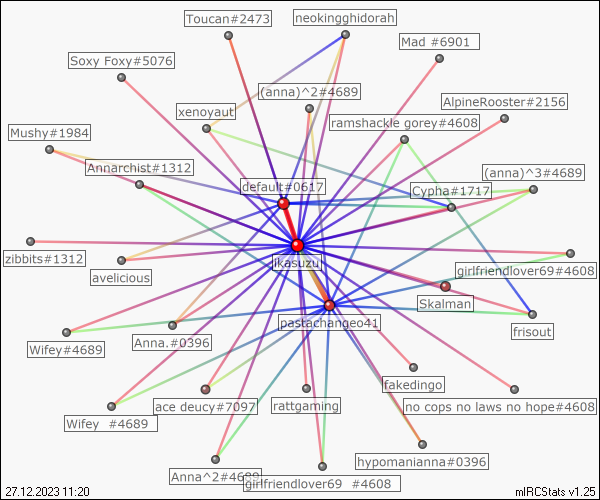 Toucan#2473
neokingghidorah
Mad #6901
Soxy Foxy#5076
(anna)^2#4689
AlpineRooster#2156
xenoyaut
ramshackle gorey#4608
Mushy#1984
Annarchist#1312
(anna)^3#4689
default#0617
Cypha#1717
ikasuzu
zibbits#1312
avelicious
girlfriendlover69#4608
Skalman
pastachangeo41
frisout
Wifey#4689
Anna.#0396
fakedingo
ace deucy#7097
rattgaming
no cops no laws no hope#4608
Wifey #4689
hypomanianna#0396
Anna^2#4689
girlfriendlover69 #4608
27.12.2023 11:20
mIRCStats v1.25